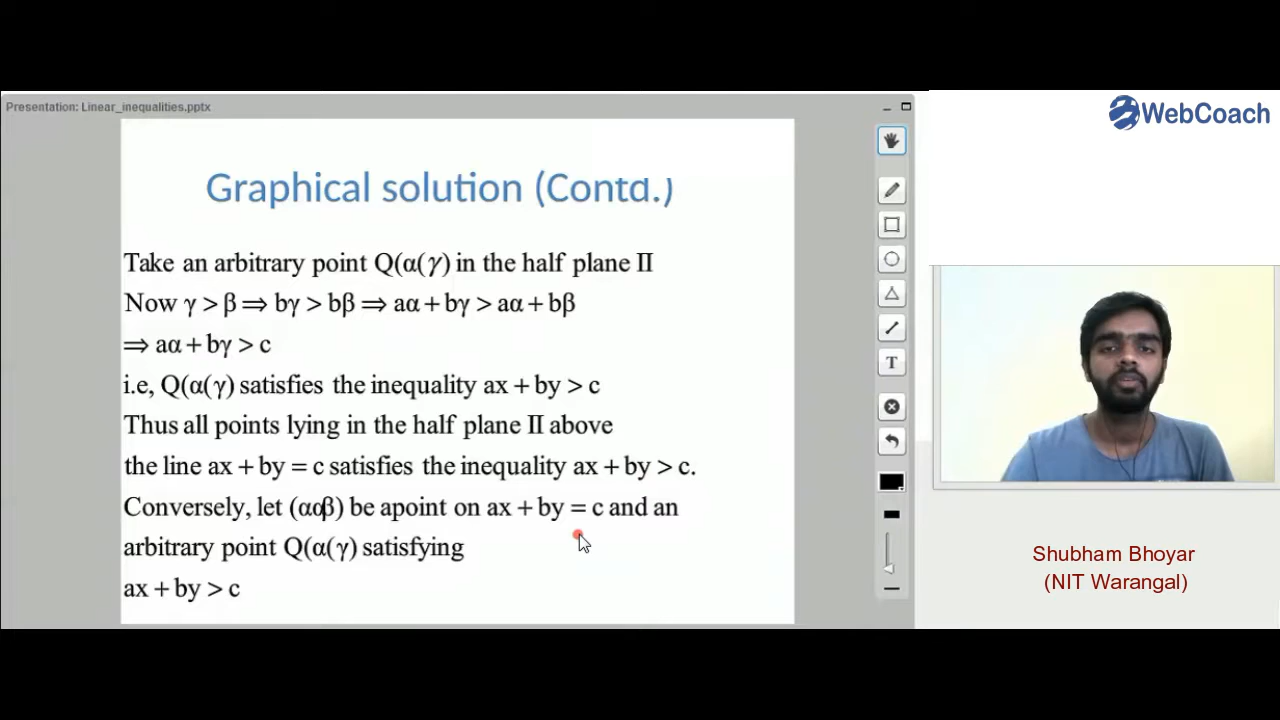 Presentation: Linear_inequalities.pptx
WebCoach
Graphical solution (Contd.)
Take an arbitrary point Q(α(γ) in the half plane II
Now γ > β ⇒ bγ > bβ ⇒ aα + bγ > aα + bβ
⇒ aα + bγ > c
i.e, Q(α(γ) satisfies the inequality ax + by > c
Thus all points lying in the half plane II above
the line ax + by = c satisfies the inequality ax + by > c.
Conversely, let (ααβ) be apoint on ax + by = c and an
arbitrary point Q(α(γ) satisfying
ax + by > c
T
Shubham Bhoyar
(NIT Warangal)